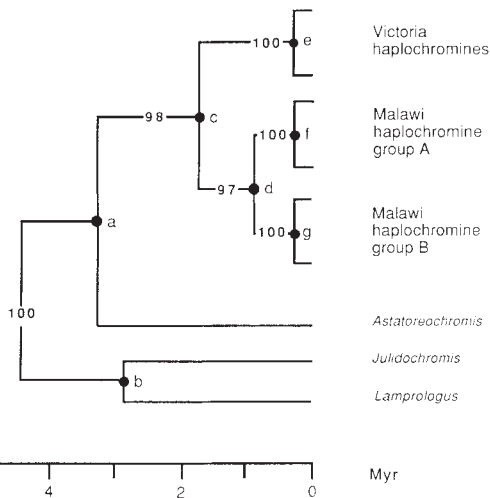 Victoria
haplochromines
100
e
Malawi
haplochromine
group A
98
c
100
f
97
d
Malawi
haplochromine
group B
100
g
a
100
Astatoreochromis
Julidochromis
b
Lamprologus
4
2
0
Myr